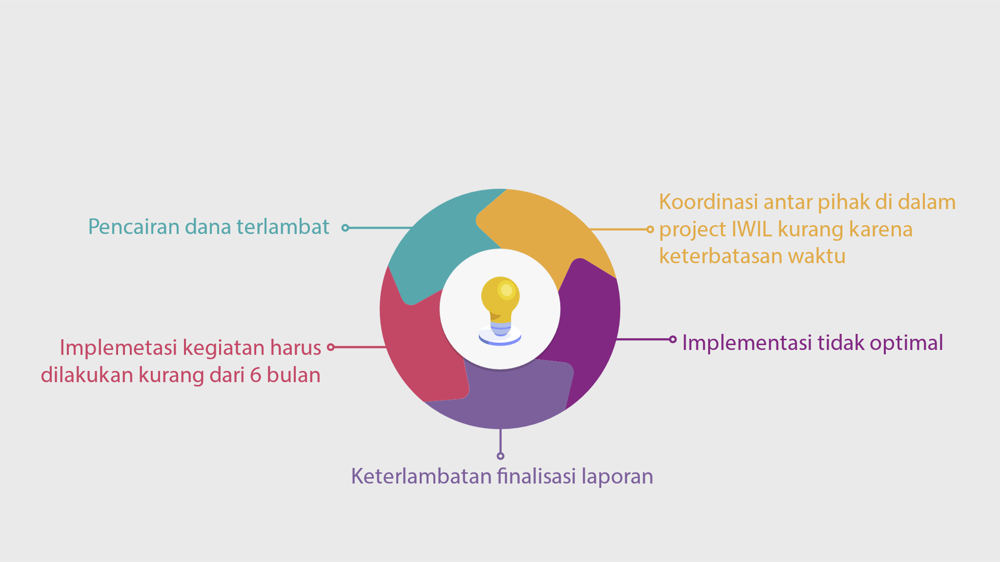 Pencairan dana terlambat
Koordinasi antar pihak di dalam
project IWIL kurang karena
keterbatasan waktu
Implemetasi kegiatan harus
dilakukan kurang dari 6 bulan
Implementasi tidak optimal
Keterlambatan finalisasi laporan